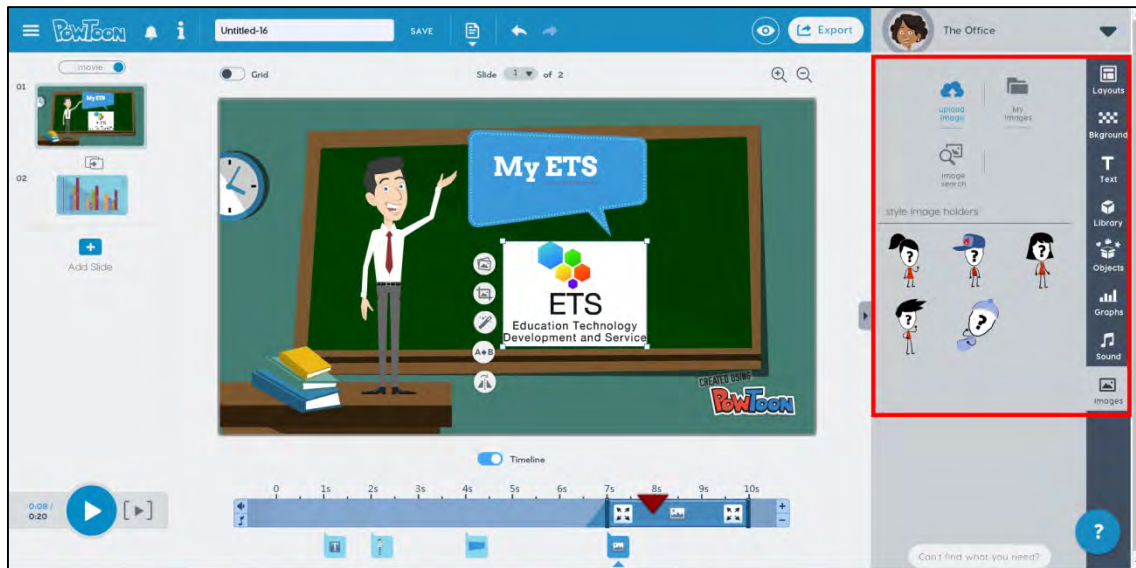 POWTOON
i
Untitled-16
SAVE
Export
The Office
movie
Grid
Slide 1 of 2
01
My ETS
ETS
02
Add Slide
My ETS
ETS
Education Technology
Development and Service
A B
CREATED USING
POWTOON
upload
image
My
Images
image
search
style image holders
?
?
?
?
?
Layouts
Bkground
T
Text
Library
Objects
Graphs
Sound
Images
Timeline
0 1s 2s 3s 4s 5s 6s 7s 8s 9s 10s
0:08 /
0:20
+
-
T
?
Can't find what you need?